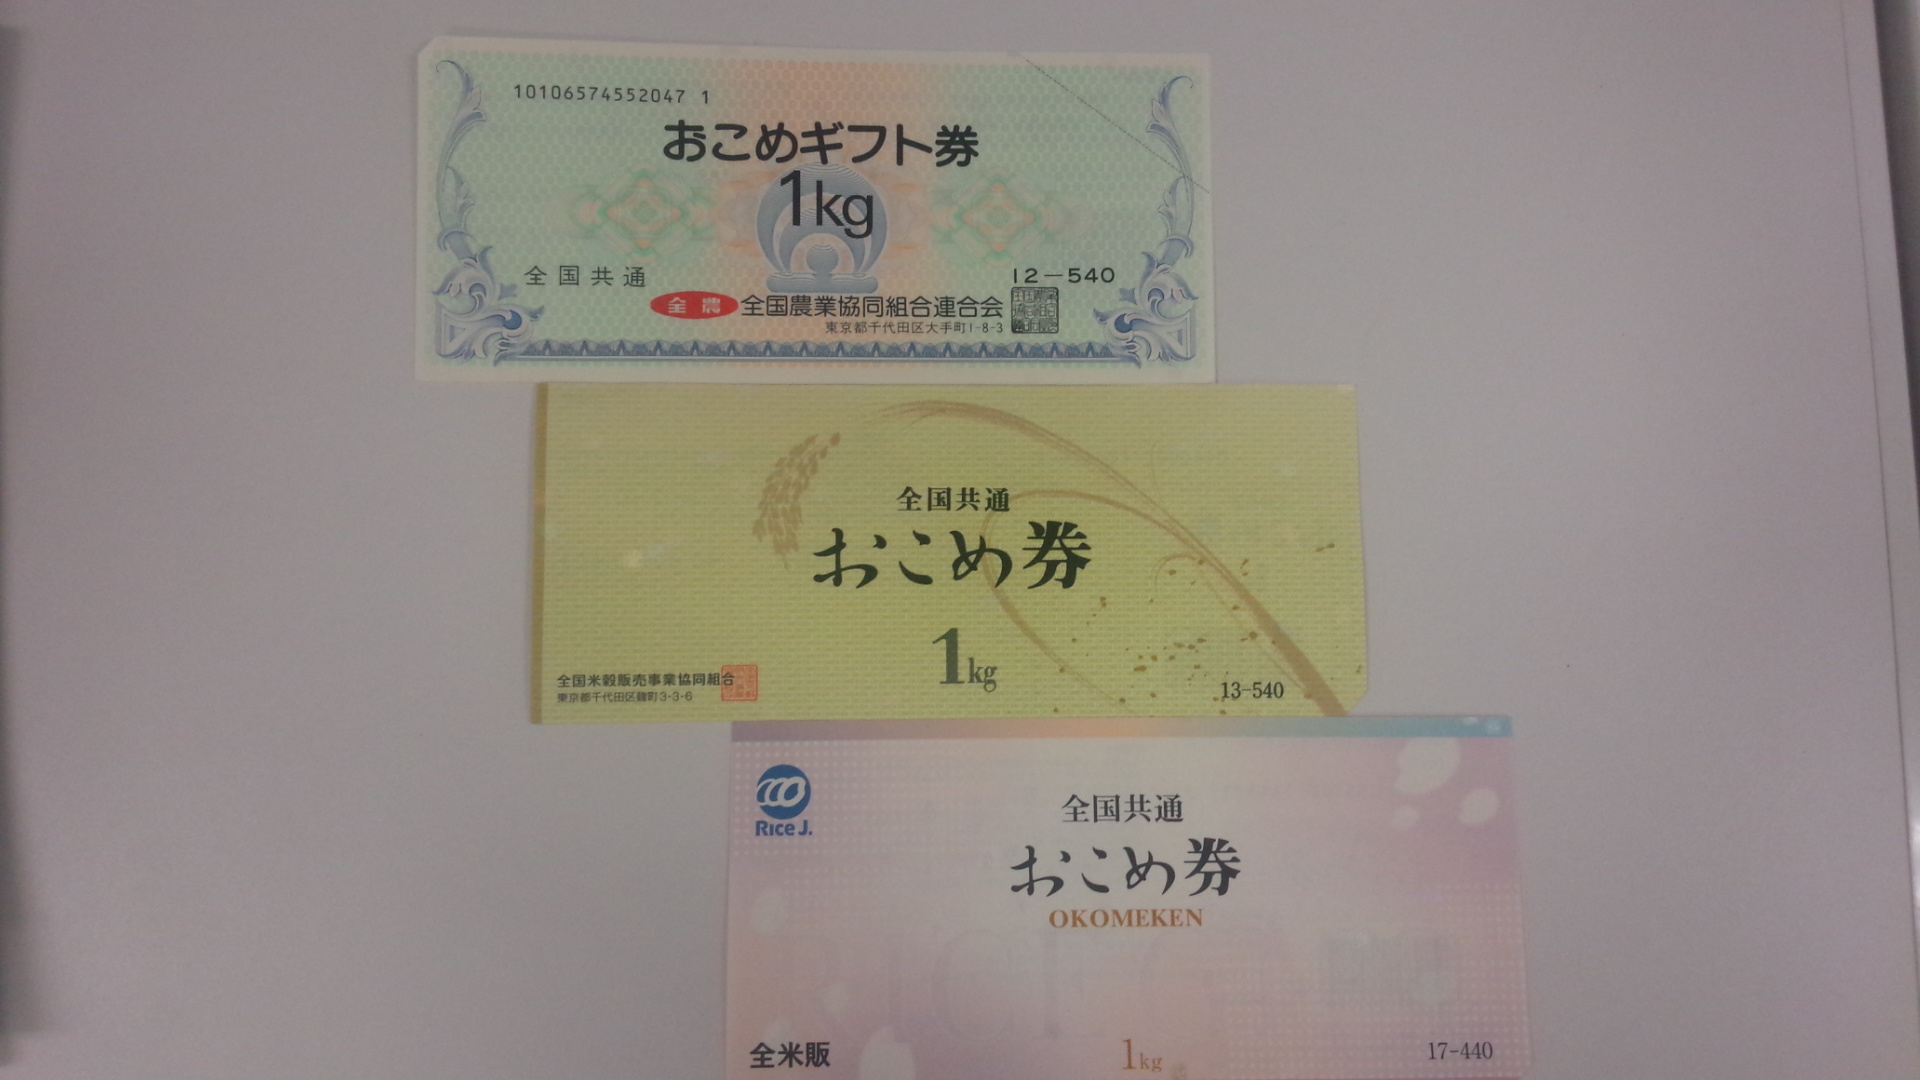 10106574552047 1
おこめギフト券
1kg
全国共通
12-540
全農 全国農業協同組合連合会
東京都千代田区大手町1-8-3
全国共通
おこめ券
1kg
全国米穀販売事業協同組合
東京都千代田区麹町3-3-6
13-540
Rice J.
全国共通
おこめ券
OKOMEKEN
全米販
1kg
17-440